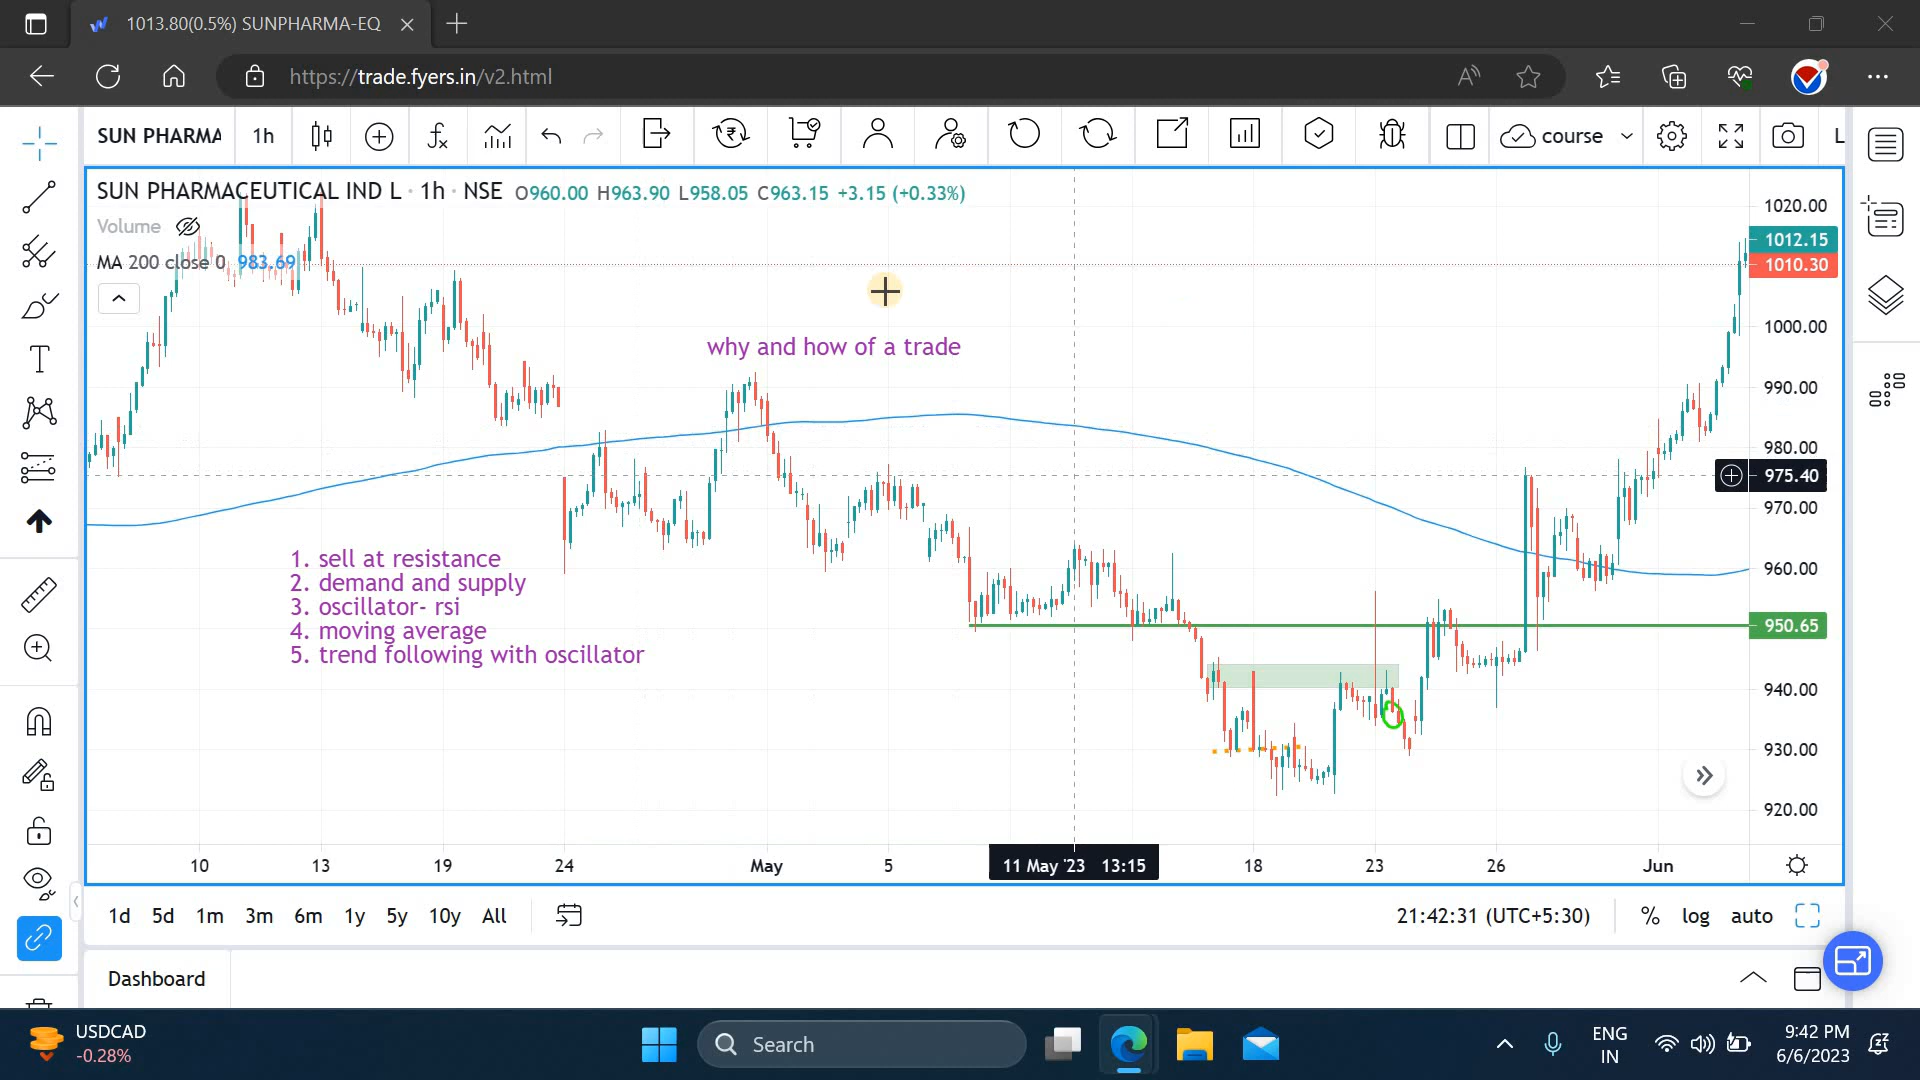 1013.80(0.5%) SUNPHARMA-EQ
https://trade.fyers.in/v2.html
SUN PHARMA 1h course L
SUN PHARMACEUTICAL IND L · 1h · NSE O960.00 H963.90 L958.05 C963.15 +3.15 (+0.33%)
Volume
MA 200 close 0 983.69
why and how of a trade
1. sell at resistance
2. demand and supply
3. oscillator- rsi
4. moving average
5. trend following with oscillator
1020.00
1012.15
1010.30
1000.00
990.00
980.00
975.40
970.00
960.00
950.65
940.00
930.00
920.00
10 13 19 24 May 5 11 May '23 13:15 18 23 26 Jun
1d 5d 1m 3m 6m 1y 5y 10y All 21:42:31 (UTC+5:30) % log auto
Dashboard
USDCAD
-0.28%
Search
ENG
IN
9:42 PM
6/6/2023